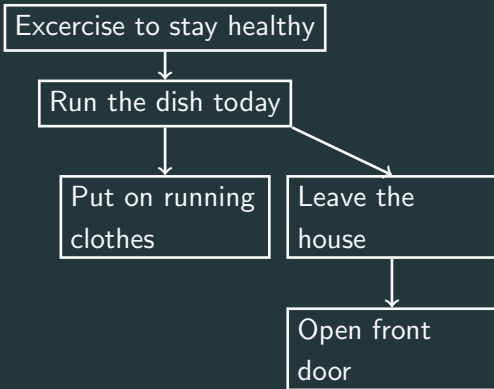 Excercise to stay healthy
Run the dish today
Put on running
clothes
Leave the
house
Open front
door